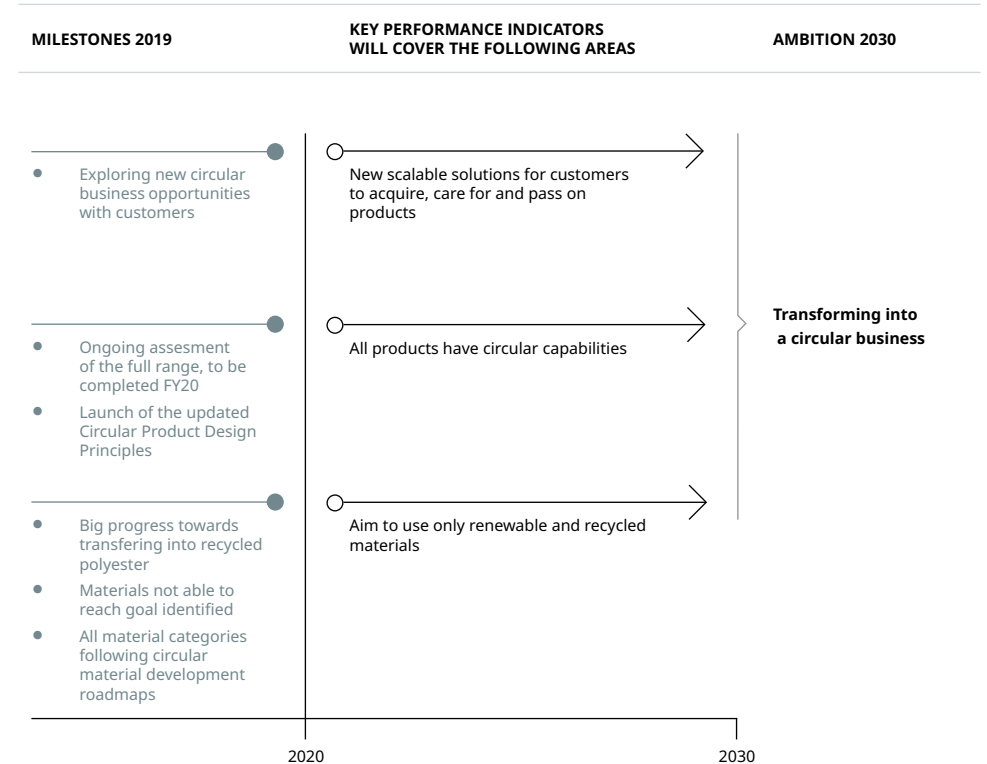 MILESTONES 2019
KEY PERFORMANCE INDICATORS
WILL COVER THE FOLLOWING AREAS
AMBITION 2030
Exploring new circular
business opportunities
with customers
New scalable solutions for customers
to acquire, care for and pass on
products
Ongoing assesment
of the full range, to be
completed FY20
Launch of the updated
Circular Product Design
Principles
All products have circular capabilities
Transforming into
a circular business
Big progress towards
transfering into recycled
polyester
Materials not able to
reach goal identified
All material categories
following circular
material development
roadmaps
Aim to use only renewable and recycled
materials
2020
2030